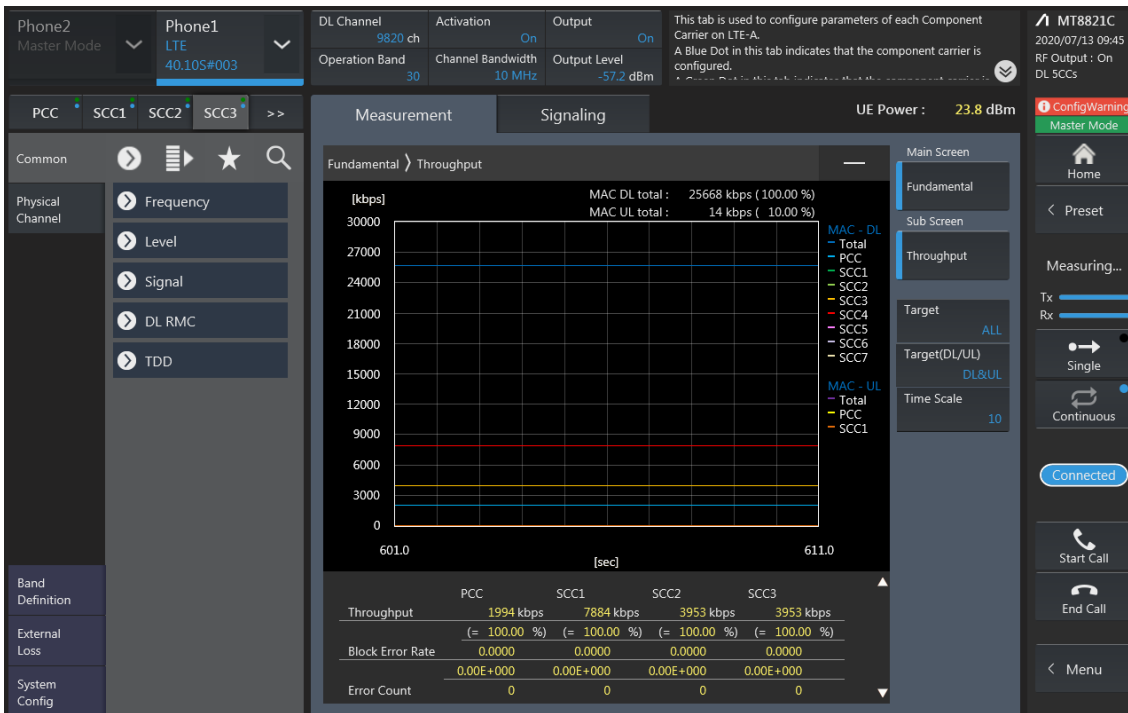 Phone2
Master Mode
Phone1
LTE
40.10S#003
DL Channel
9820 ch
Activation
On
Output
On
Operation Band
30
Channel Bandwidth
10 MHz
Output Level
-57.2 dBm
This tab is used to configure parameters of each Component
Carrier on LTE-A.
A Blue Dot in this tab indicates that the component carrier is
configured.
MT8821C
2020/07/13 09:45
RF Output : On
DL 5CCs
PCC SCC1 SCC2 SCC3 >>
Measurement
Signaling
UE Power : 23.8 dBm
ConfigWarning
Master Mode
Common
Physical
Channel
Frequency
Level
Signal
DL RMC
TDD
Band
Definition
External
Loss
System
Config
Fundamental Throughput
[kbps]
MAC DL total : 25668 kbps ( 100.00 %)
MAC UL total : 14 kbps ( 10.00 %)
30000
27000
24000
21000
18000
15000
12000
9000
6000
3000
0
601.0
611.0
[sec]
MAC - DL
Total
PCC
SCC1
SCC2
SCC3
SCC4
SCC5
SCC6
SCC7
MAC - UL
Total
PCC
SCC1
PCC SCC1 SCC2 SCC3
Throughput 1994 kbps 7884 kbps 3953 kbps 3953 kbps
(= 100.00 %) (= 100.00 %) (= 100.00 %) (= 100.00 %)
Block Error Rate 0.0000 0.0000 0.0000 0.0000
0.00E+000 0.00E+000 0.00E+000 0.00E+000
Error Count 0 0 0 0
Main Screen
Fundamental
Sub Screen
Throughput
Target
ALL
Target(DL/UL)
DL&UL
Time Scale
10
Home
Preset
Measuring...
Tx
Rx
Single
Continuous
Connected
Start Call
End Call
Menu